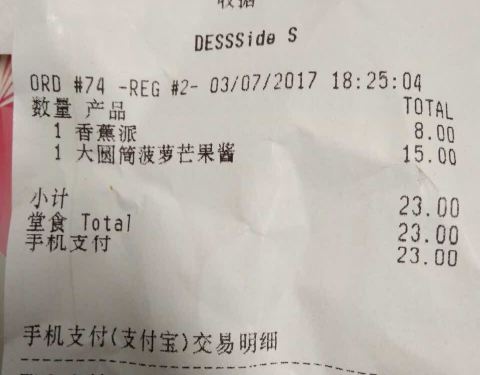 收据
DESSSide S
ORD #74 -REG #2- 03/07/2017 18:25:04
数量 产品 TOTAL
1 香蕉派 8.00
1 大圆筒菠萝芒果酱 15.00
小计 23.00
堂食 Total 23.00
手机支付 23.00
手机支付(支付宝)交易明细